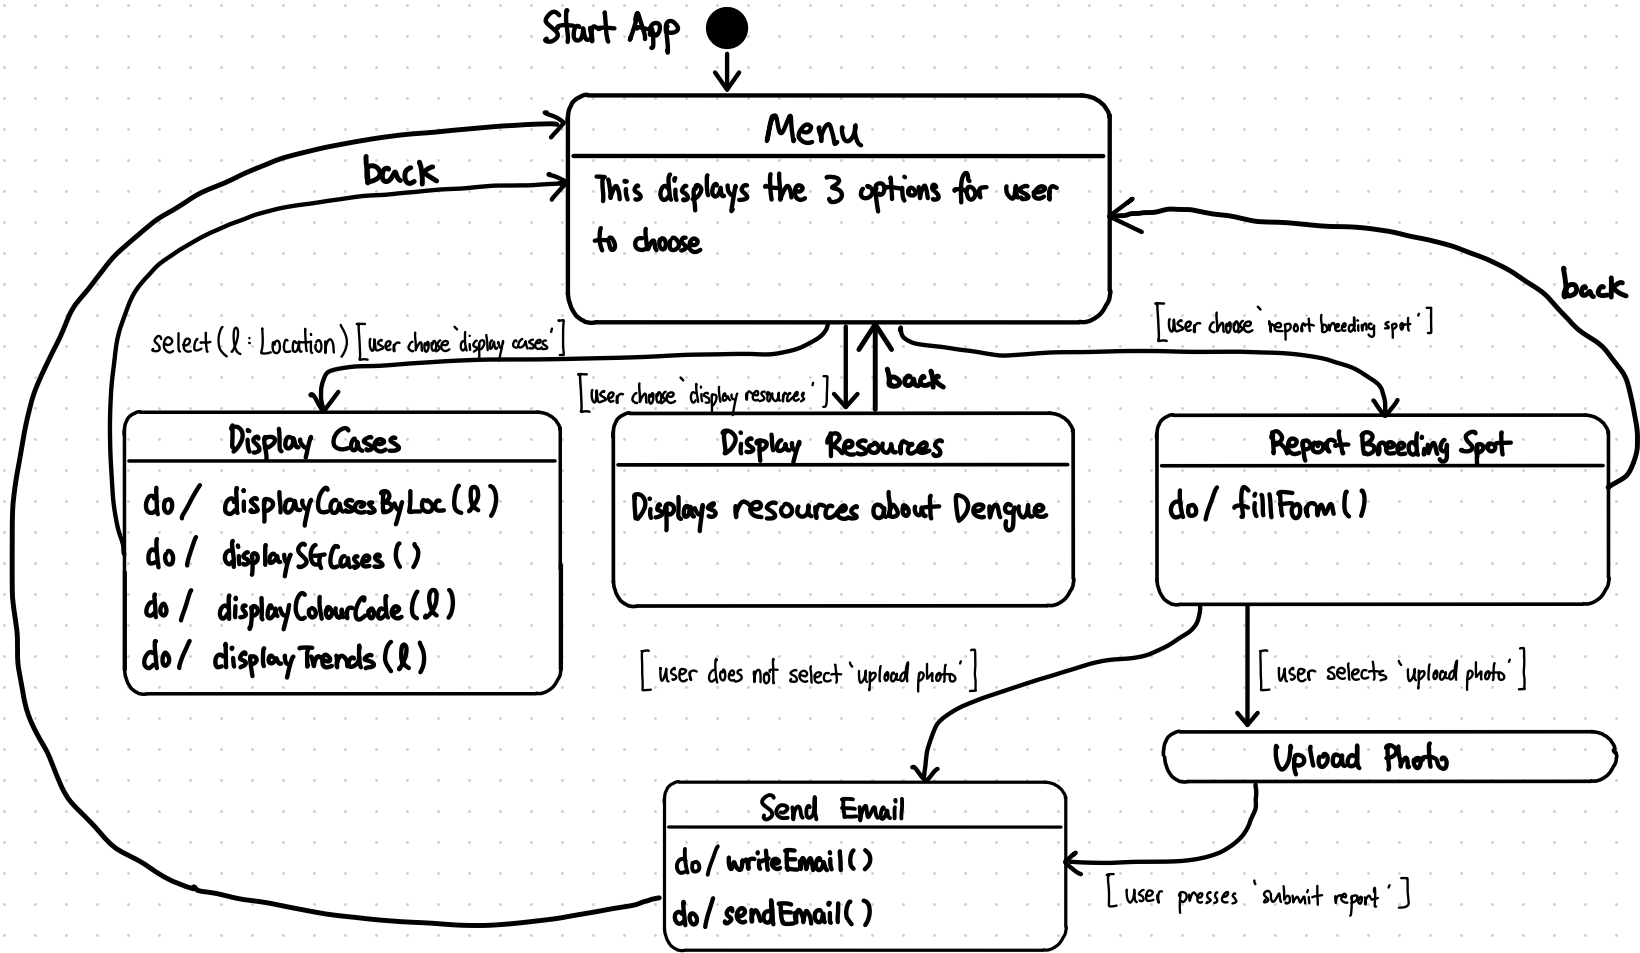 Start App
Menu
This displays the 3 options for user
to choose
back
back
select(l : Location) [user choose `display cases']
[user choose `display resources']
back
[user choose `report breeding spot']
Display Cases
do / displayCasesByLoc(l)
do / displaySGCases()
do / displayColourCode(l)
do / displayTrends(l)
Display Resources
Displays resources about Dengue
Report Breeding Spot
do / fillForm()
[user does not select `upload photo']
[user selects `upload photo']
Upload Photo
Send Email
do / writeEmail()
do / sendEmail()
[user presses `submit report']